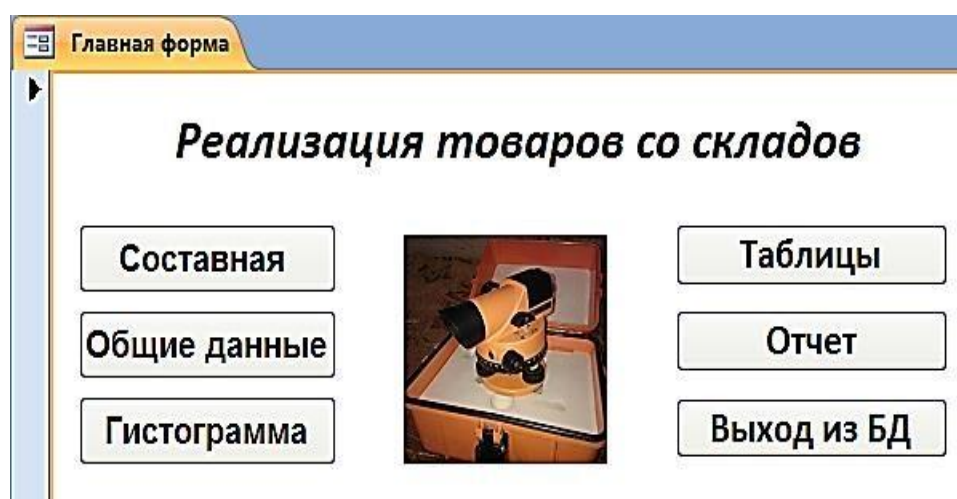 Главная форма
Реализация товаров со складов
Составная
Общие данные
Гистограмма
Таблицы
Отчет
Выход из БД